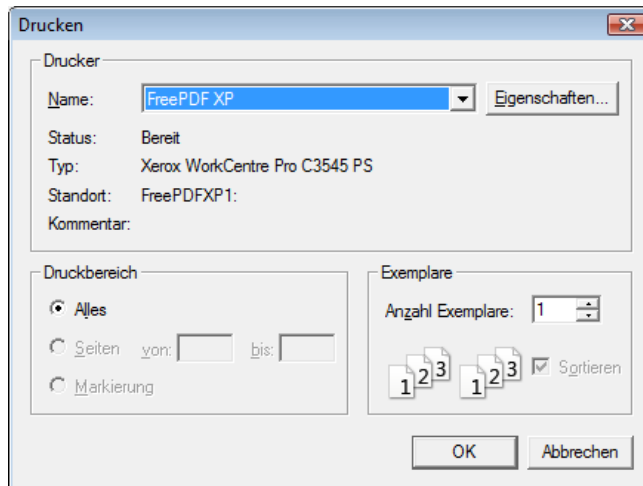 Drucken
Drucker
Name: FreePDF XP Eigenschaften...
Status: Bereit
Typ: Xerox WorkCentre Pro C3545 PS
Standort: FreePDFXP1:
Kommentar:
Druckbereich
Alles
Seiten von: bis:
Markierung
Exemplare
Anzahl Exemplare: 1
1 2 3 1 2 3 Sortieren
OK Abbrechen